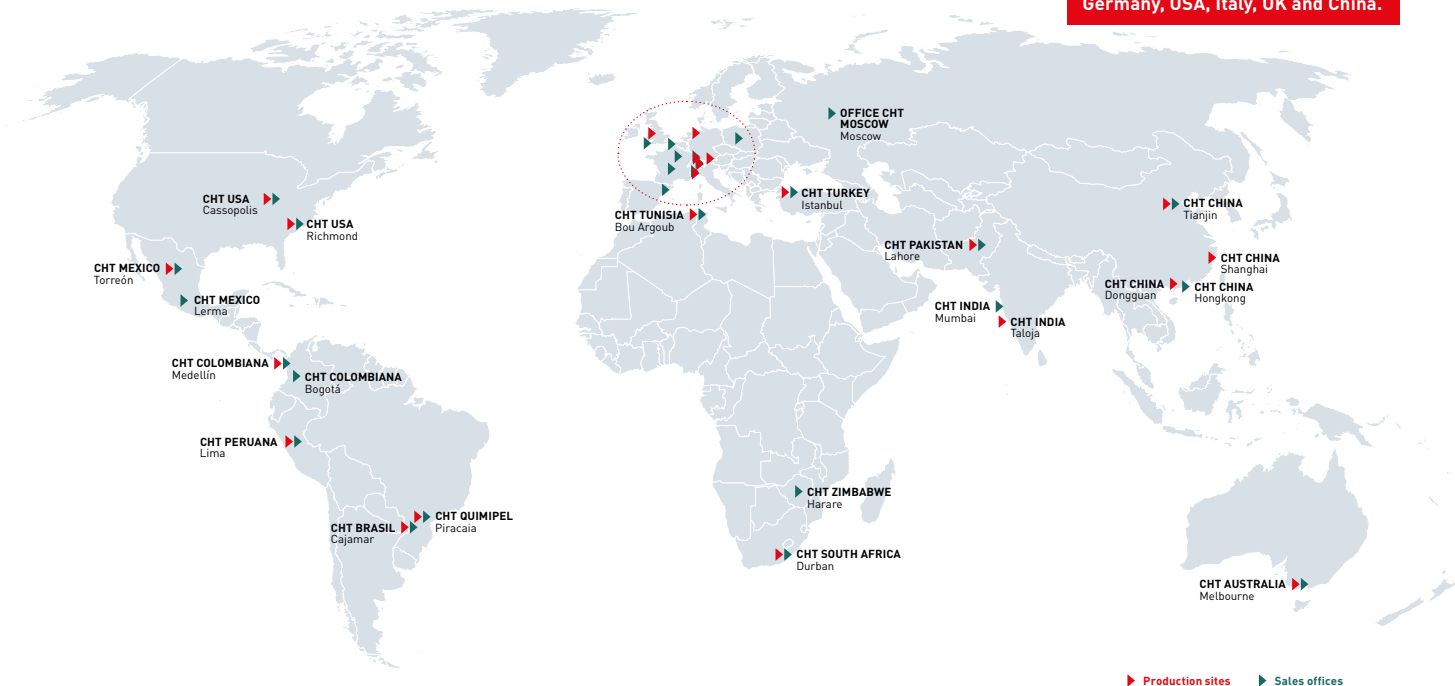 Germany, USA, Italy, UK and China.
OFFICE CHT
MOSCOW
Moscow
CHT USA
Cassopolis
CHT USA
Richmond
CHT MEXICO
Torreón
CHT MEXICO
Lerma
CHT COLOMBIANA
Medellín
CHT COLOMBIANA
Bogotá
CHT PERUANA
Lima
CHT QUIMIPEL
Piracaia
CHT BRASIL
Cajamar
CHT TURKEY
Istanbul
CHT TUNISIA
Bou Argoub
CHT PAKISTAN
Lahore
CHT INDIA
Mumbai
CHT INDIA
Taloja
CHT CHINA
Tianjin
CHT CHINA
Shanghai
CHT CHINA
Dongguan
CHT CHINA
Hongkong
CHT ZIMBABWE
Harare
CHT SOUTH AFRICA
Durban
CHT AUSTRALIA
Melbourne
Production sites
Sales offices